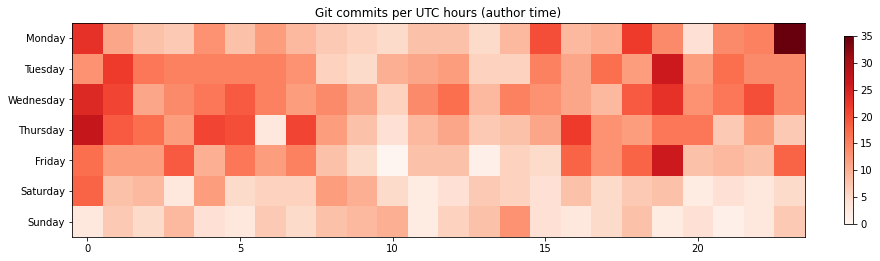 Git commits per UTC hours (author time)
Monday
Tuesday
Wednesday
Thursday
Friday
Saturday
Sunday
0 5 10 15 20
35
30
25
20
15
10
5
0